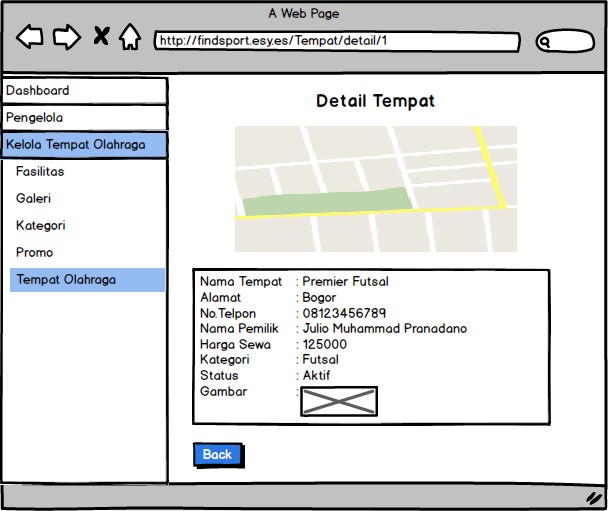 A Web Page
http://findsport.esy.es/Tempat/detail/1
Dashboard
Pengelola
Kelola Tempat Olahraga
Fasilitas
Galeri
Kategori
Promo
Tempat Olahraga
Detail Tempat
Nama Tempat : Premier Futsal
Alamat : Bogor
No.Telpon : 08123456789
Nama Pemilik : Julio Muhammad Pranadano
Harga Sewa : 125000
Kategori : Futsal
Status : Aktif
Gambar :
Back